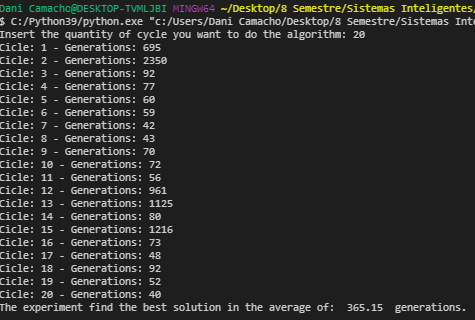 Dani Camacho@DESKTOP-TVMLJBI MINGW64 ~/Desktop/8 Semestre/Sistemas Inteligentes/
$ C:/Python39/python.exe "c:/Users/Dani Camacho/Desktop/8 Semestre/Sistemas Inte
Insert the quantity of cycle you want to do the algorithm: 20
Cicle: 1 - Generations: 695
Cicle: 2 - Generations: 2350
Cicle: 3 - Generations: 92
Cicle: 4 - Generations: 77
Cicle: 5 - Generations: 60
Cicle: 6 - Generations: 59
Cicle: 7 - Generations: 42
Cicle: 8 - Generations: 43
Cicle: 9 - Generations: 70
Cicle: 10 - Generations: 72
Cicle: 11 - Generations: 56
Cicle: 12 - Generations: 961
Cicle: 13 - Generations: 1125
Cicle: 14 - Generations: 80
Cicle: 15 - Generations: 1216
Cicle: 16 - Generations: 73
Cicle: 17 - Generations: 48
Cicle: 18 - Generations: 92
Cicle: 19 - Generations: 52
Cicle: 20 - Generations: 40
The experiment find the best solution in the average of:  365.15  generations.